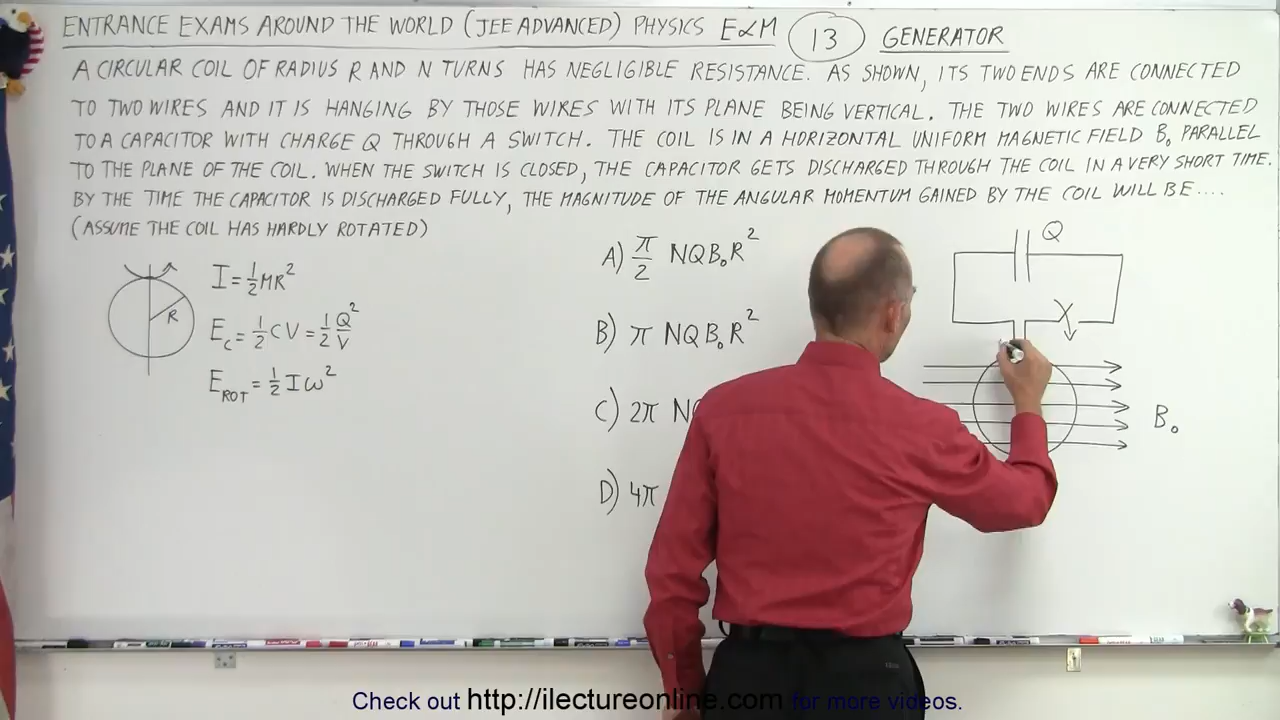 ENTRANCE EXAMS AROUND THE WORLD (JEE ADVANCED) PHYSICS E&M 13 GENERATOR
A CIRCULAR COIL OF RADIUS R AND N TURNS HAS NEGLIGIBLE RESISTANCE. AS SHOWN, ITS TWO ENDS ARE CONNECTED
TO TWO WIRES AND IT IS HANGING BY THOSE WIRES WITH ITS PLANE BEING VERTICAL. THE TWO WIRES ARE CONNECTED
TO A CAPACITOR WITH CHARGE Q THROUGH A SWITCH. THE COIL IS IN A HORIZONTAL UNIFORM MAGNETIC FIELD B₀ PARALLEL
TO THE PLANE OF THE COIL. WHEN THE SWITCH IS CLOSED, THE CAPACITOR GETS DISCHARGED THROUGH THE COIL IN A VERY SHORT TIME.
BY THE TIME THE CAPACITOR IS DISCHARGED FULLY, THE MAGNITUDE OF THE ANGULAR MOMENTUM GAINED BY THE COIL WILL BE....
(ASSUME THE COIL HAS HARDLY ROTATED)
R
I = 1/2 MR²
E_C = 1/2 CV = 1/2 Q²/V
E_ROT = 1/2 I ω²
A) π/2 NQB₀R²
B) π NQB₀R²
C) 2π N
D) 4π
Q
B₀
Check out http://ilectureonline.com for more videos.